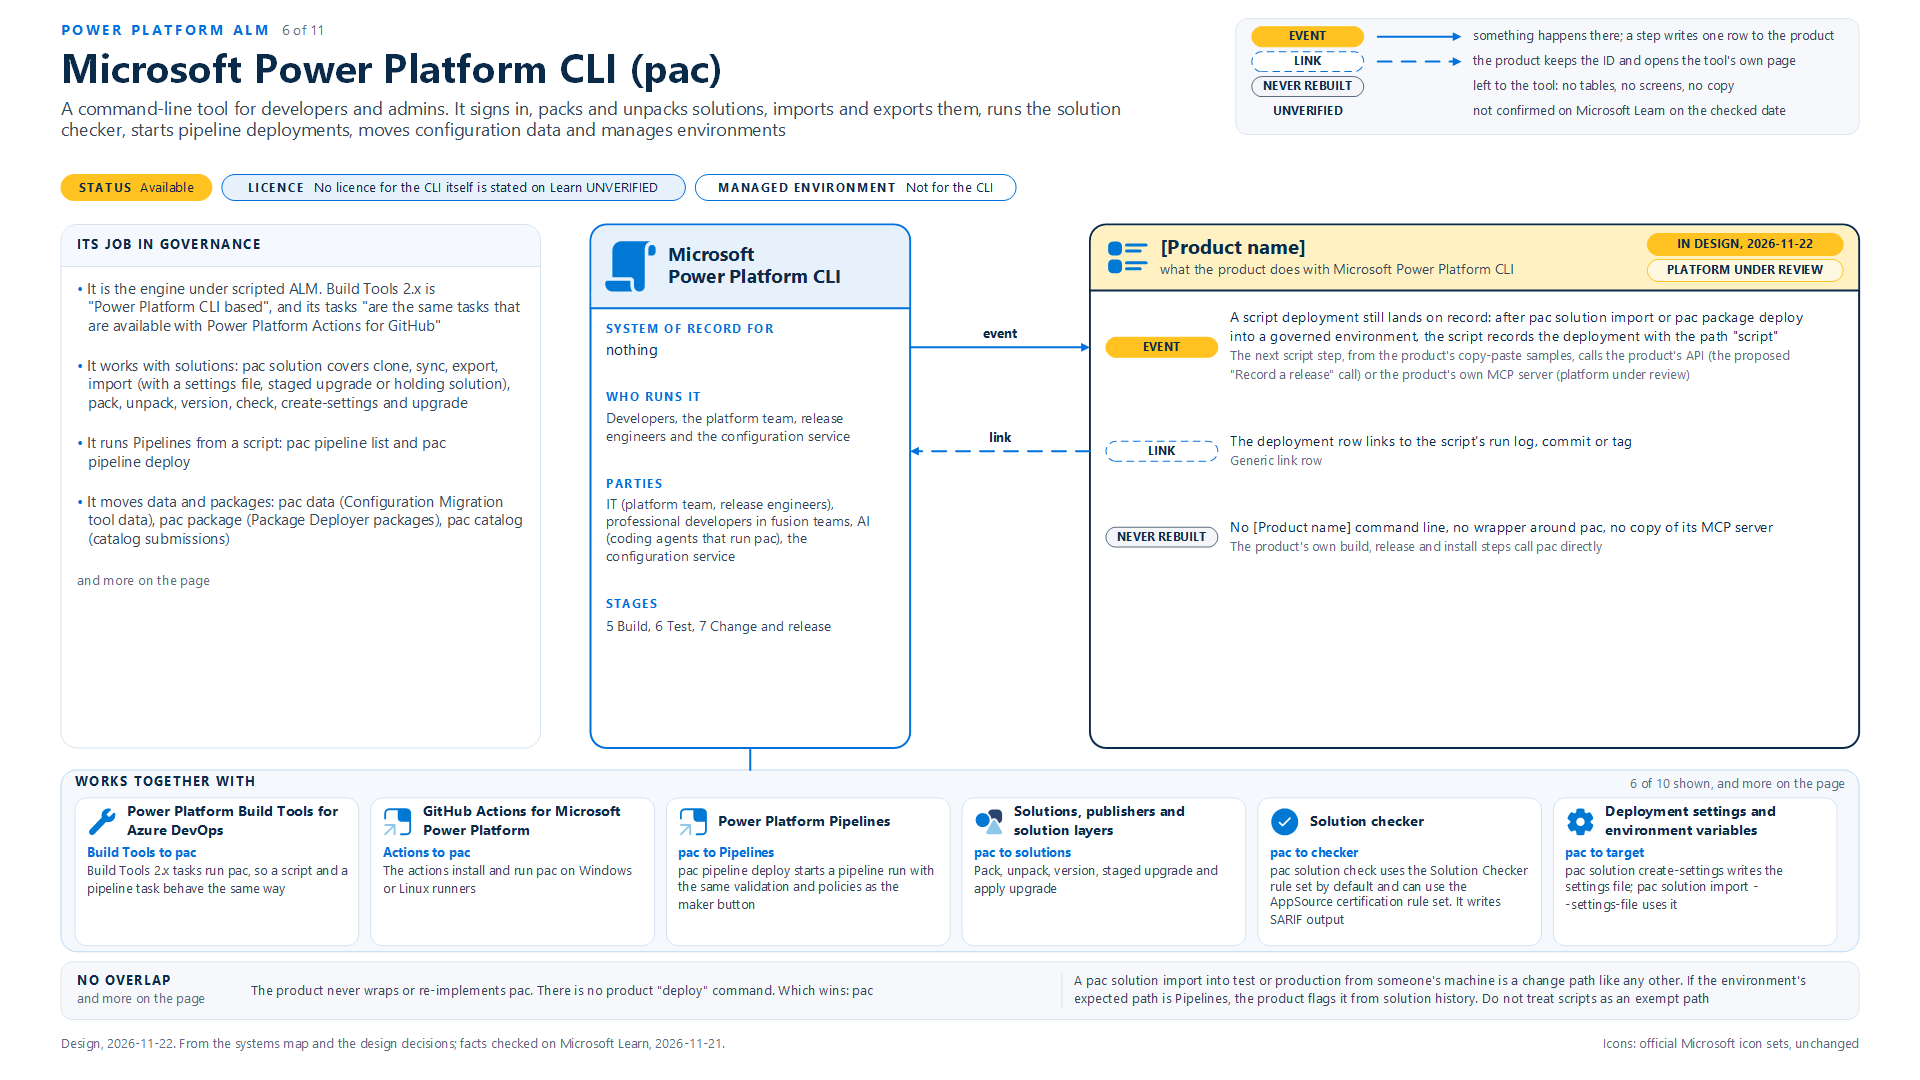 POWER PLATFORM ALM 6 of 11
Microsoft Power Platform CLI (pac)
A command-line tool for developers and admins. It signs in, packs and unpacks solutions, imports and exports them, runs the solution
checker, starts pipeline deployments, moves configuration data and manages environments
EVENT something happens there; a step writes one row to the product
LINK the product keeps the ID and opens the tool's own page
NEVER REBUILT left to the tool: no tables, no screens, no copy
UNVERIFIED not confirmed on Microsoft Learn on the checked date
STATUS Available
LICENCE No licence for the CLI itself is stated on Learn UNVERIFIED
MANAGED ENVIRONMENT Not for the CLI
ITS JOB IN GOVERNANCE
• It is the engine under scripted ALM. Build Tools 2.x is
"Power Platform CLI based", and its tasks "are the same tasks that
are available with Power Platform Actions for GitHub"
• It works with solutions: pac solution covers clone, sync, export,
import (with a settings file, staged upgrade or holding solution),
pack, unpack, version, check, create-settings and upgrade
• It runs Pipelines from a script: pac pipeline list and pac
pipeline deploy
• It moves data and packages: pac data (Configuration Migration
tool data), pac package (Package Deployer packages), pac catalog
(catalog submissions)
and more on the page
Microsoft
Power Platform CLI
SYSTEM OF RECORD FOR
nothing
WHO RUNS IT
Developers, the platform team, release
engineers and the configuration service
PARTIES
IT (platform team, release engineers),
professional developers in fusion teams, AI
(coding agents that run pac), the
configuration service
STAGES
5 Build, 6 Test, 7 Change and release
event
link
[Product name]
what the product does with Microsoft Power Platform CLI
IN DESIGN, 2026-11-22
PLATFORM UNDER REVIEW
EVENT
A script deployment still lands on record: after pac solution import or pac package deploy
into a governed environment, the script records the deployment with the path "script"
The next script step, from the product's copy-paste samples, calls the product's API (the proposed
"Record a release" call) or the product's own MCP server (platform under review)
LINK
The deployment row links to the script's run log, commit or tag
Generic link row
NEVER REBUILT
No [Product name] command line, no wrapper around pac, no copy of its MCP server
The product's own build, release and install steps call pac directly
WORKS TOGETHER WITH
6 of 10 shown, and more on the page
Power Platform Build Tools for
Azure DevOps
Build Tools to pac
Build Tools 2.x tasks run pac, so a script and a
pipeline task behave the same way
GitHub Actions for Microsoft
Power Platform
Actions to pac
The actions install and run pac on Windows
or Linux runners
Power Platform Pipelines
pac to Pipelines
pac pipeline deploy starts a pipeline run with
the same validation and policies as the
maker button
Solutions, publishers and
solution layers
pac to solutions
Pack, unpack, version, staged upgrade and
apply upgrade
Solution checker
pac to checker
pac solution check uses the Solution Checker
rule set by default and can use the
AppSource certification rule set. It writes
SARIF output
Deployment settings and
environment variables
pac to target
pac solution create-settings writes the
settings file; pac solution import -
-settings-file uses it
NO OVERLAP
and more on the page
The product never wraps or re-implements pac. There is no product "deploy" command. Which wins: pac
A pac solution import into test or production from someone's machine is a change path like any other. If the environment's
expected path is Pipelines, the product flags it from solution history. Do not treat scripts as an exempt path
Design, 2026-11-22. From the systems map and the design decisions; facts checked on Microsoft Learn, 2026-11-21.
Icons: official Microsoft icon sets, unchanged